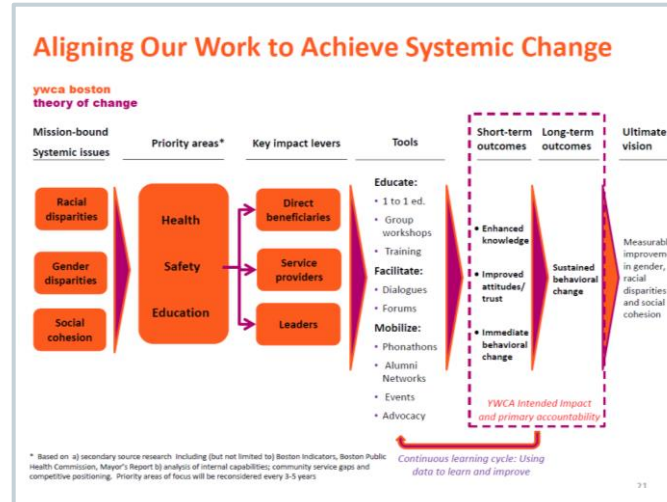 Aligning Our Work to Achieve Systemic Change
ywca boston
theory of change
Mission-bound
Systemic issues
Priority areas*
Key impact levers
Tools
Short-term
outcomes
Long-term
outcomes
Ultimate
vision
Racial
disparities
Gender
disparities
Social
cohesion
Health
Safety
Education
Direct
beneficiaries
Service
providers
Leaders
Educate:
• 1 to 1 ed.
• Group
workshops
• Training
Facilitate:
• Dialogues
• Forums
Mobilize:
• Phonathons
• Alumni
Networks
• Events
• Advocacy
• Enhanced
knowledge
• Improved
attitudes/
trust
• Immediate
behavioral
change
Sustained
behavioral
change
Measurabl
improvemen
in gender,
racial
disparities
and social
cohesion
YWCA Intended Impact
and primary accountability
Continuous learning cycle: Using
data to learn and improve
* Based on a) secondary source research Including (but not limited to) Boston Indicators, Boston Public
Health Commission, Mayor's Report b) analysis of internal capabilities; community service gaps and
competitive positioning. Priority areas of focus will be reconsidered every 3-5 years